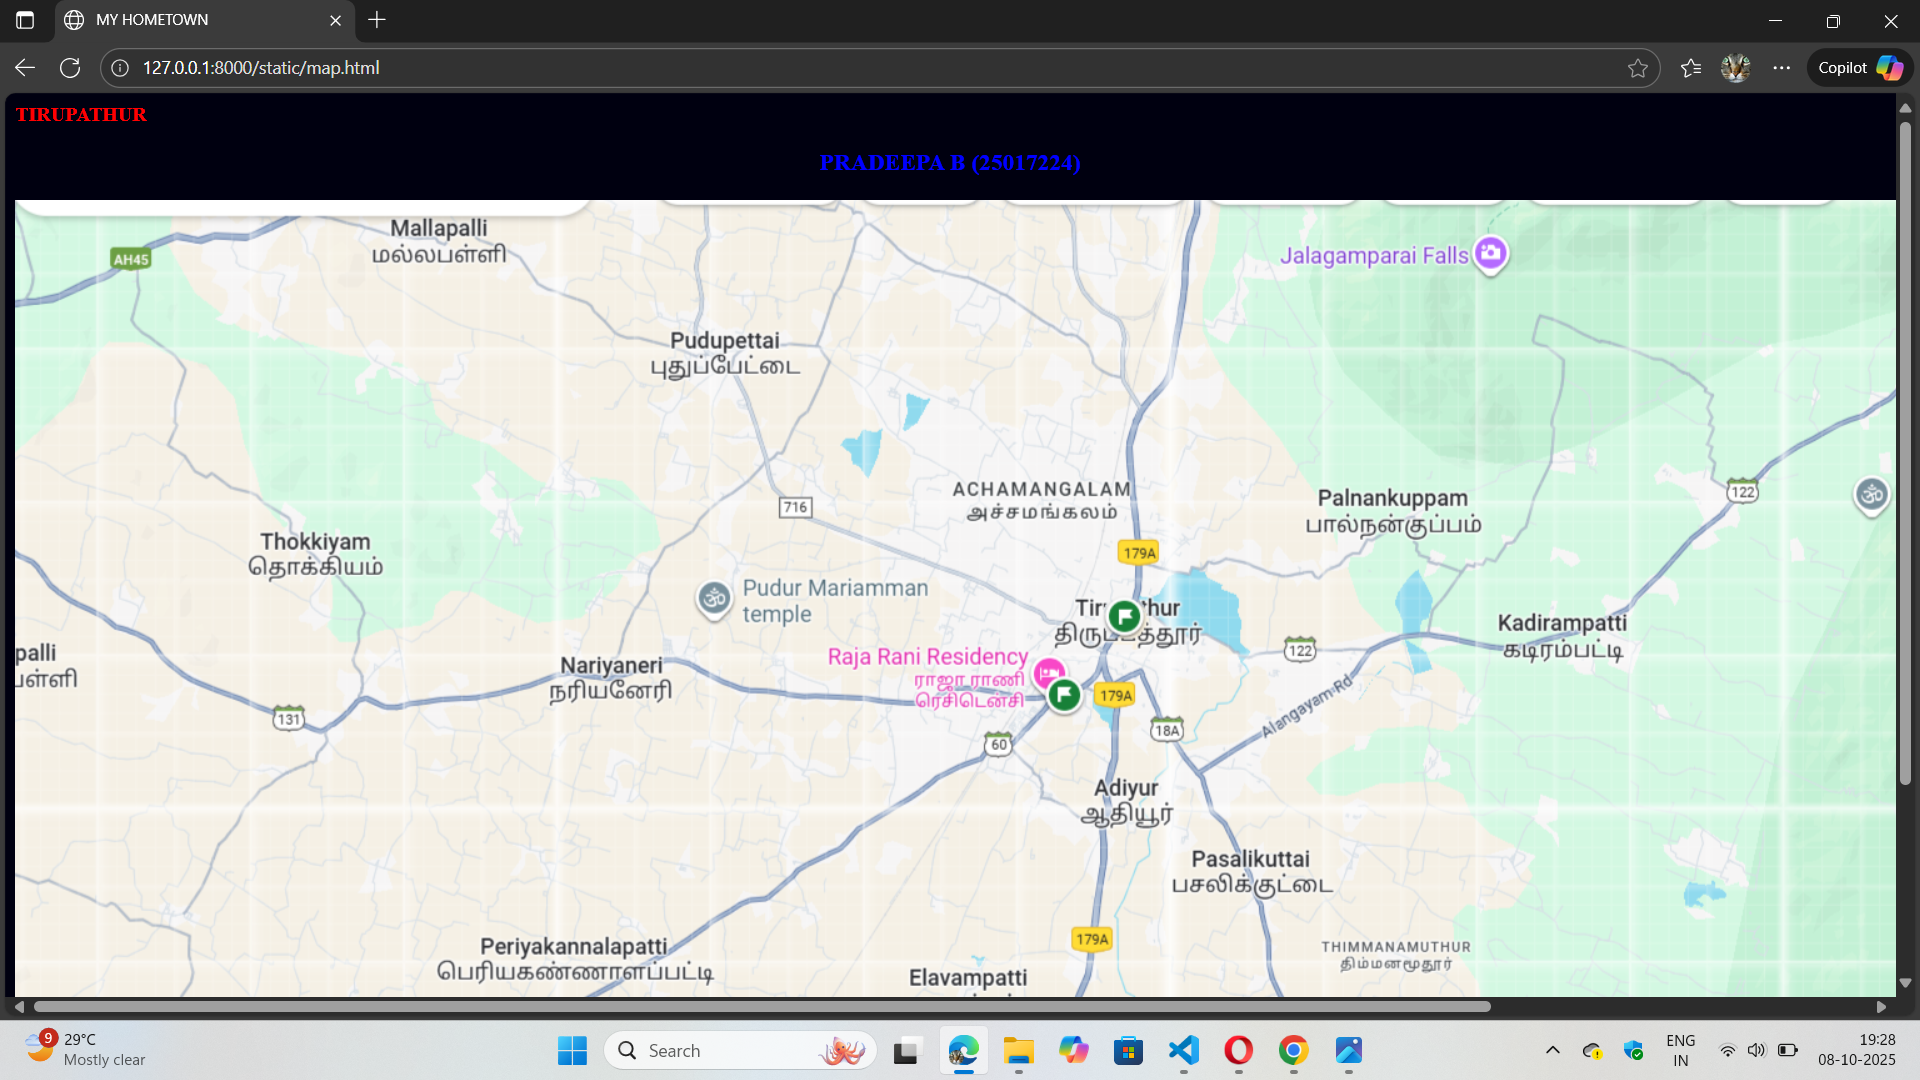 MY HOMETOWN
127.0.0.1:8000/static/map.html
Copilot
TIRUPATHUR
PRADEEPA B (25017224)
Mallapalli
மல்லபள்ளி
AH45
Jalagamparai Falls
Pudupettai
புதுப்பேட்டை
716
ACHAMANGALAM
அச்சமங்கலம்
122
Palnankuppam
பால்நன்குப்பம்
Thokkiyam
தொக்கியம்
179A
Pudur Mariamman
temple
Kadirampatti
கடிரம்பட்டி
122
palli
Nariyaneri
நரியனேரி
Raja Rani Residency
ராஜா ராணி
ரெசிடென்சி
179A
131
60
18A
Alangayam Rd
Adiyur
ஆதியூர்
Pasalikuttai
பசலிக்குட்டை
179A
Periyakannalapatti
பெரியகண்ணாளப்பட்டி
THIMMANAMUTHUR
திம்மனமூதூர்
Elavampatti
9
29°C
Mostly clear
Search
ENG
IN
19:28
08-10-2025